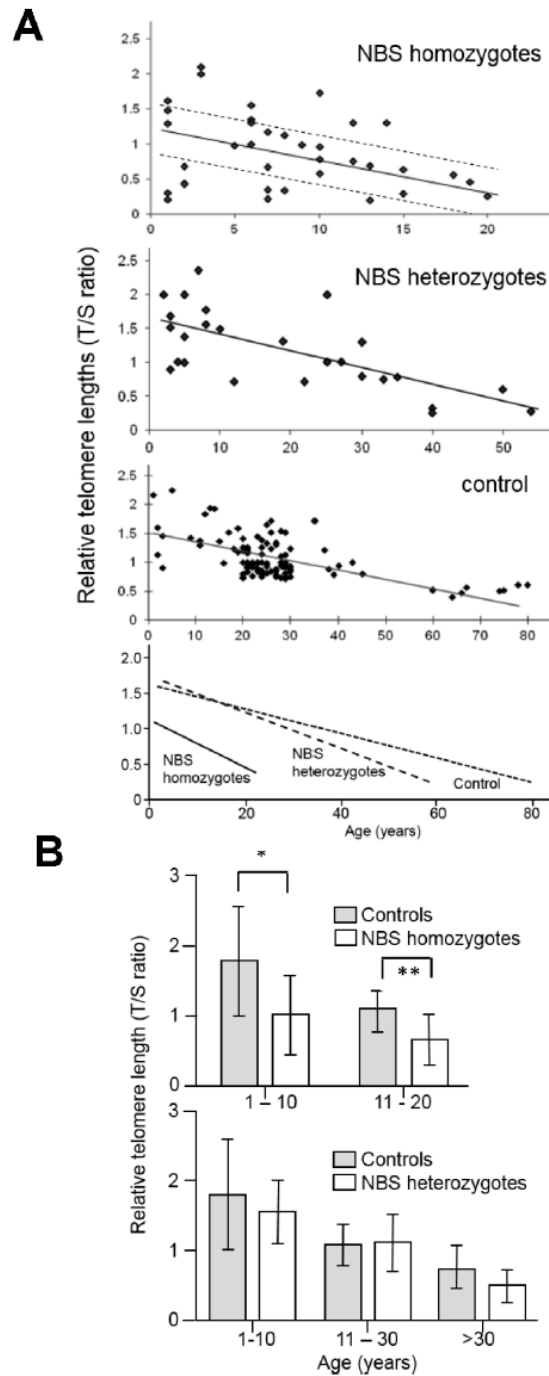 A
Relative telomere lengths (T/S ratio)
NBS homozygotes
2.5
2
1.5
1
0.5
0
0 5 10 15 20
NBS heterozygotes
2.5
2
1.5
1
0.5
0
0 10 20 30 40 50
control
2.5
2
1.5
1
0.5
0
0 10 20 30 40 50 60 70 80
2.0
1.5
1.0
0.5
0
NBS
homozygotes
NBS
heterozygotes
Control
0 20 40 60 80
Age (years)
B
Relative telomere length (T/S ratio)
3
2
1
0
*
**
Controls
NBS homozygotes
1 – 10 11 - 20
3
2
1
0
Controls
NBS heterozygotes
1-10 11 – 30 >30
Age (years)